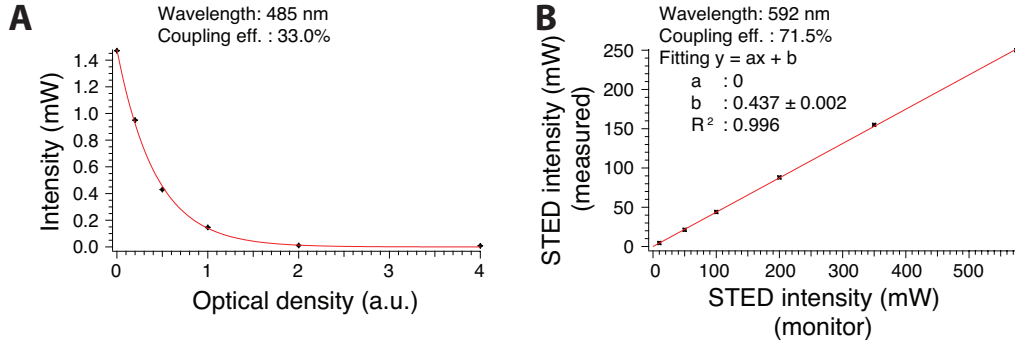 A
Wavelength: 485 nm
Coupling eff. : 33.0%
Intensity (mW)
1.4
1.2
1.0
0.8
0.6
0.4
0.2
0.0
0 1 2 3 4
Optical density (a.u.)
B
Wavelength: 592 nm
Coupling eff. : 71.5%
Fitting y = ax + b
a : 0
b : 0.437 ± 0.002
R² : 0.996
STED intensity (mW)
(measured)
250
200
150
100
50
0
0 100 200 300 400 500
STED intensity (mW)
(monitor)